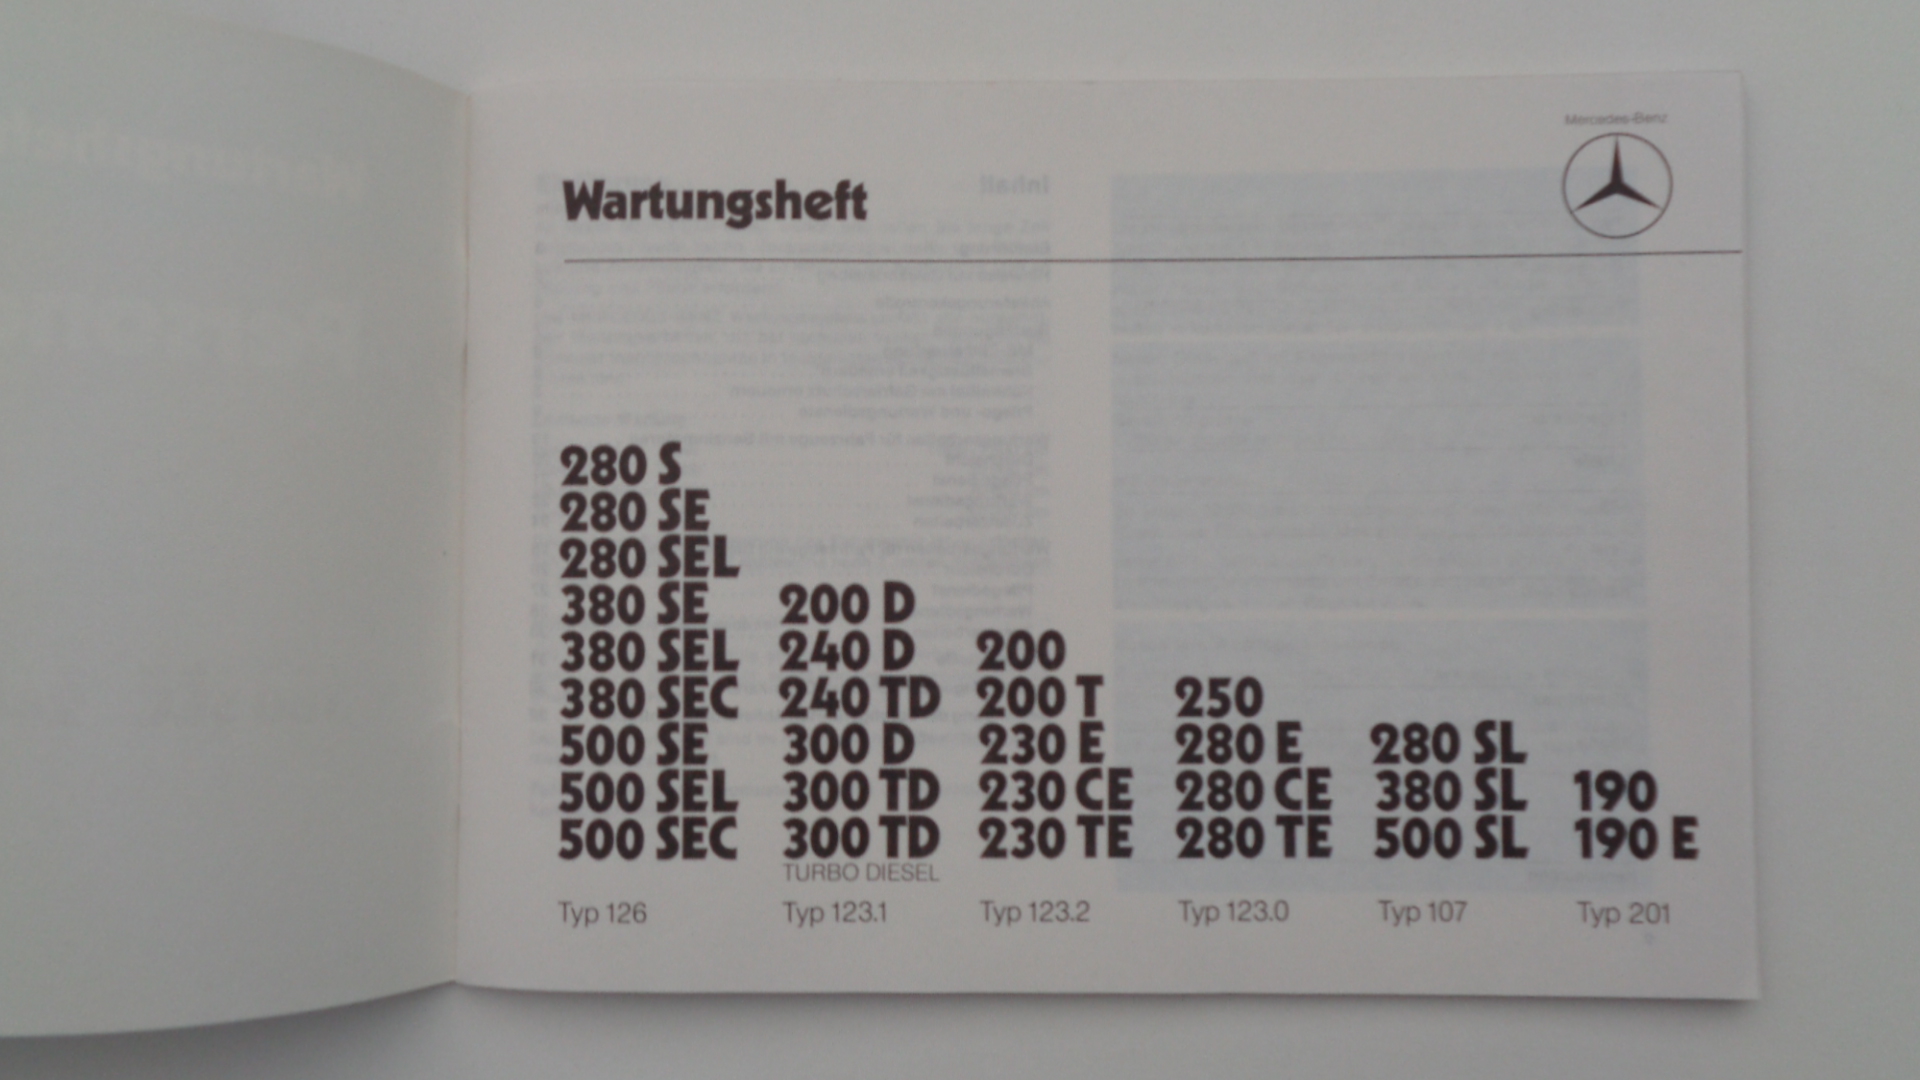 Mercedes-Benz
Wartungsheft
280 S
280 SE
280 SEL
380 SE
380 SEL
380 SEC
500 SE
500 SEL
500 SEC
Typ 126
200 D
240 D
240 TD
300 D
300 TD
300 TD
TURBO DIESEL
Typ 123.1
200
200 T
230 E
230 CE
230 TE
Typ 123.2
250
280 E
280 CE
280 TE
Typ 123.0
280 SL
380 SL
500 SL
Typ 107
190
190 E
Typ 201